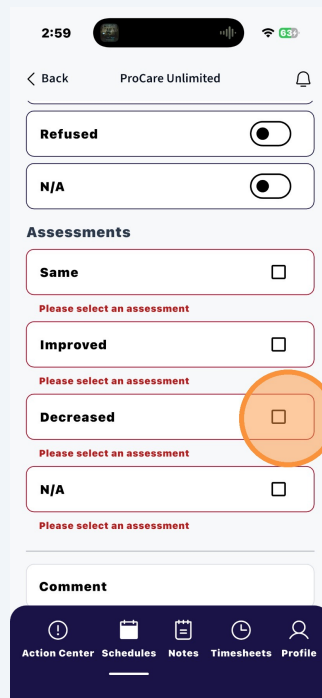 2:59
63
Back
ProCare Unlimited
Refused
N/A
Assessments
Same
Please select an assessment
Improved
Please select an assessment
Decreased
Please select an assessment
N/A
Please select an assessment
Comment
Action Center Schedules Notes Timesheets Profile